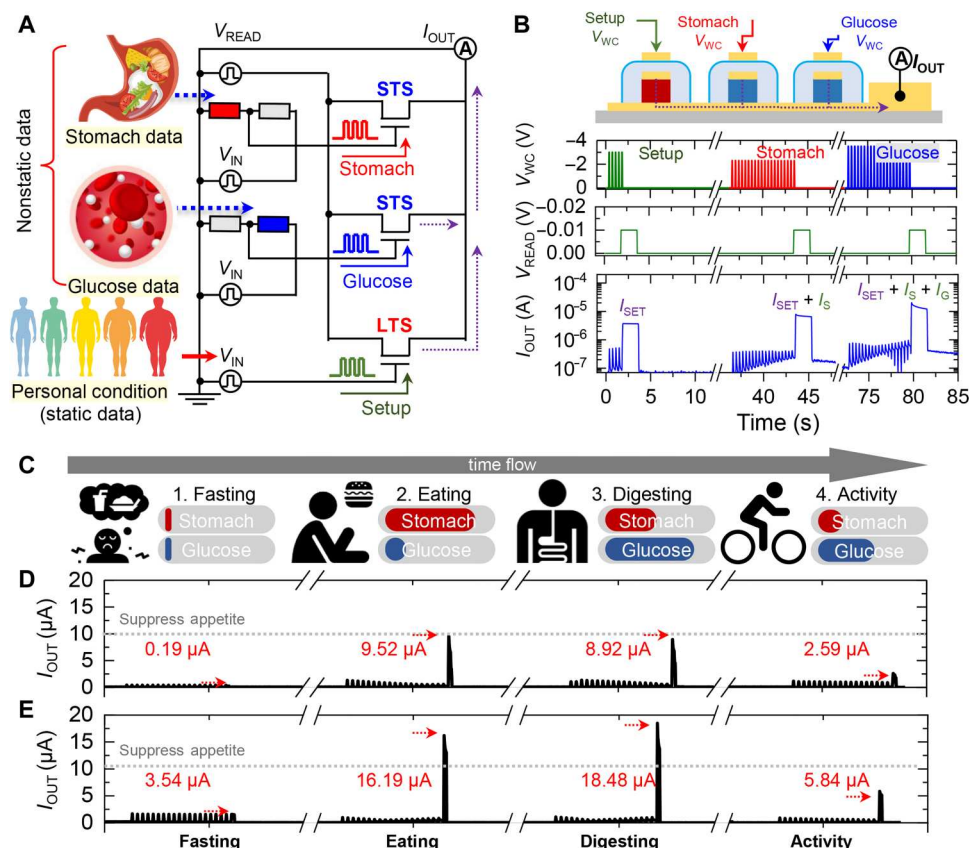 A
V_READ
I_OUT
A
STS
Stomach data
V_IN
Stomach
Nonstatic data
STS
V_IN
Glucose
Glucose data
LTS
V_IN
Personal condition
(static data)
Setup
B
Setup
V_WC
Stomach
V_WC
Glucose
V_WC
A I_OUT
V_WC (V)
−4
−2
0
Setup
Stomach
Glucose
V_READ (V)
−0.02
−0.01
0.00
I_OUT (A)
10⁻⁴
10⁻⁵
10⁻⁶
10⁻⁷
I_SET
I_SET + I_S
I_SET + I_S + I_G
0 5 10 40 45 75 80 85
Time (s)
C
time flow
1. Fasting
Stomach
Glucose
2. Eating
Stomach
Glucose
3. Digesting
Stomach
Glucose
4. Activity
Stomach
Glucose
D
I_OUT (µA)
20
15
10
5
0
Suppress appetite
0.19 µA
9.52 µA
8.92 µA
2.59 µA
E
I_OUT (µA)
20
15
10
5
0
Suppress appetite
3.54 µA
16.19 µA
18.48 µA
5.84 µA
Fasting
Eating
Digesting
Activity